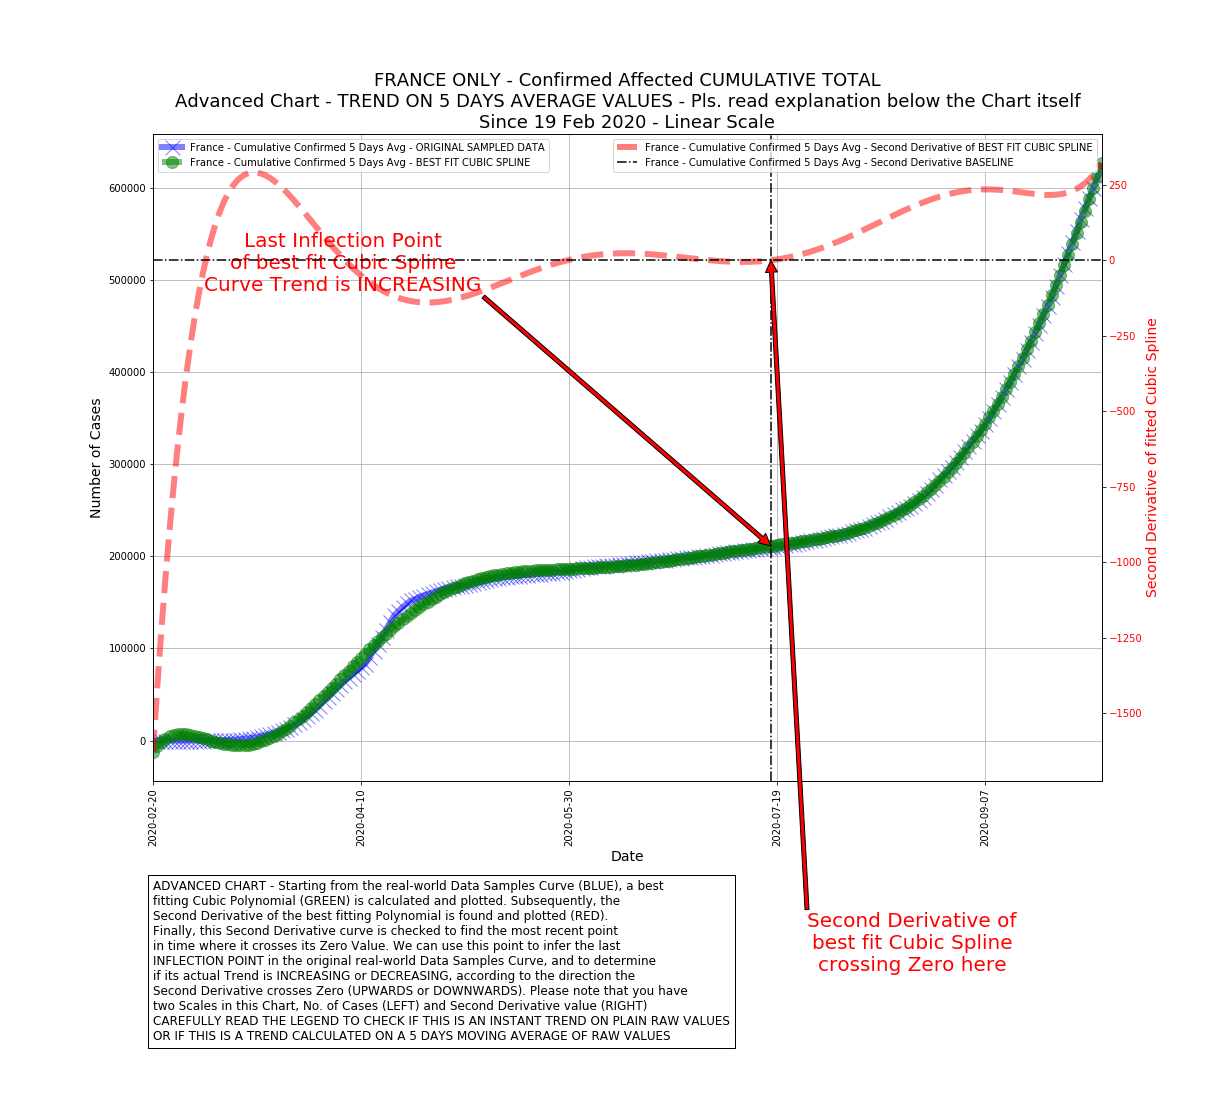 FRANCE ONLY - Confirmed Affected CUMULATIVE TOTAL
Advanced Chart - TREND ON 5 DAYS AVERAGE VALUES - Pls. read explanation below the Chart itself
Since 19 Feb 2020 - Linear Scale
France - Cumulative Confirmed 5 Days Avg - ORIGINAL SAMPLED DATA
France - Cumulative Confirmed 5 Days Avg - BEST FIT CUBIC SPLINE
France - Cumulative Confirmed 5 Days Avg - Second Derivative of BEST FIT CUBIC SPLINE
France - Cumulative Confirmed 5 Days Avg - Second Derivative BASELINE
Last Inflection Point
of best fit Cubic Spline
Curve Trend is INCREASING
Number of Cases
600000
500000
400000
300000
200000
100000
0
250
0
−250
−500
−750
−1000
−1250
−1500
Second Derivative of fitted Cubic Spline
2020-02-20
2020-04-10
2020-05-30
2020-07-19
2020-09-07
Date
Second Derivative of
best fit Cubic Spline
crossing Zero here
ADVANCED CHART - Starting from the real-world Data Samples Curve (BLUE), a best
fitting Cubic Polynomial (GREEN) is calculated and plotted. Subsequently, the
Second Derivative of the best fitting Polynomial is found and plotted (RED).
Finally, this Second Derivative curve is checked to find the most recent point
in time where it crosses its Zero Value. We can use this point to infer the last
INFLECTION POINT in the original real-world Data Samples Curve, and to determine
if its actual Trend is INCREASING or DECREASING, according to the direction the
Second Derivative crosses Zero (UPWARDS or DOWNWARDS). Please note that you have
two Scales in this Chart, No. of Cases (LEFT) and Second Derivative value (RIGHT)
CAREFULLY READ THE LEGEND TO CHECK IF THIS IS AN INSTANT TREND ON PLAIN RAW VALUES
OR IF THIS IS A TREND CALCULATED ON A 5 DAYS MOVING AVERAGE OF RAW VALUES